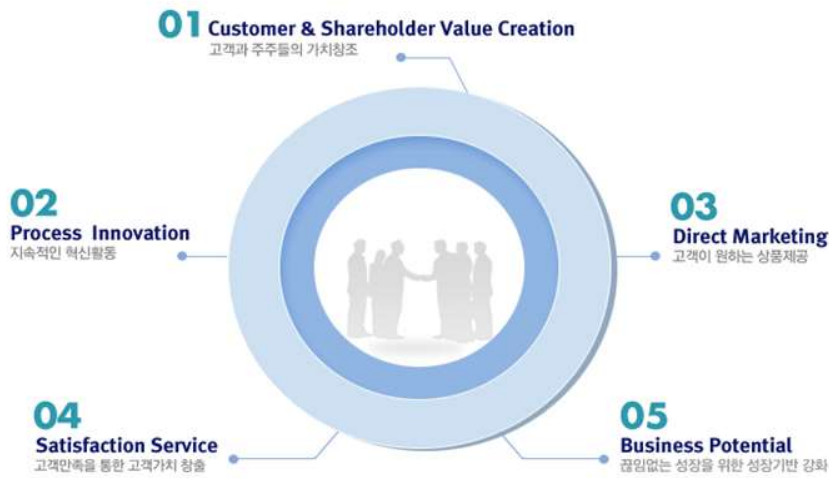 01 Customer & Shareholder Value Creation
고객과 주주들의 가치창조
02
Process Innovation
지속적인 혁신활동
03
Direct Marketing
고객이 원하는 상품제공
04
Satisfaction Service
고객만족을 통한 고객가치 창출
05
Business Potential
끊임없는 성장을 위한 성장기반 강화